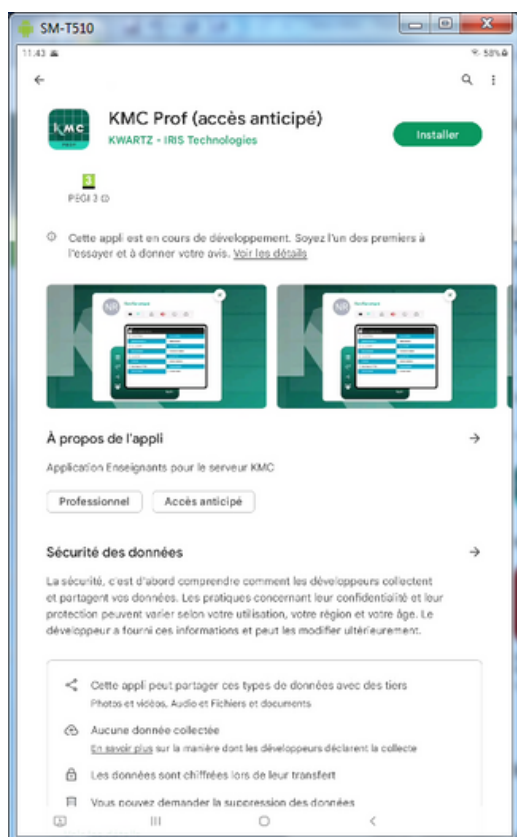 SM-T510
11:43
58%
KMC Prof (accès anticipé)
KMC
KWARTZ - IRIS Technologies
Installer
3
PEGI 3
Cette appli est en cours de développement. Soyez l'un des premiers à
l'essayer et à donner votre avis. Voir les détails
NR
NR
À propos de l'appli
Application Enseignants pour le serveur KMC
Professionnel
Accès anticipé
Sécurité des données
La sécurité, c'est d'abord comprendre comment les développeurs collectent
et partagent vos données. Les pratiques concernant leur confidentialité et leur
protection peuvent varier selon votre utilisation, votre région et votre âge. Le
développeur a fourni ces informations et peut les modifier ultérieurement.
Cette appli peut partager ces types de données avec des tiers
Photos et vidéos, Audio et Fichiers et documents
Aucune donnée collectée
En savoir plus sur la manière dont les développeurs déclarent la collecte
Les données sont chiffrées lors de leur transfert
Vous pouvez demander la suppression des données